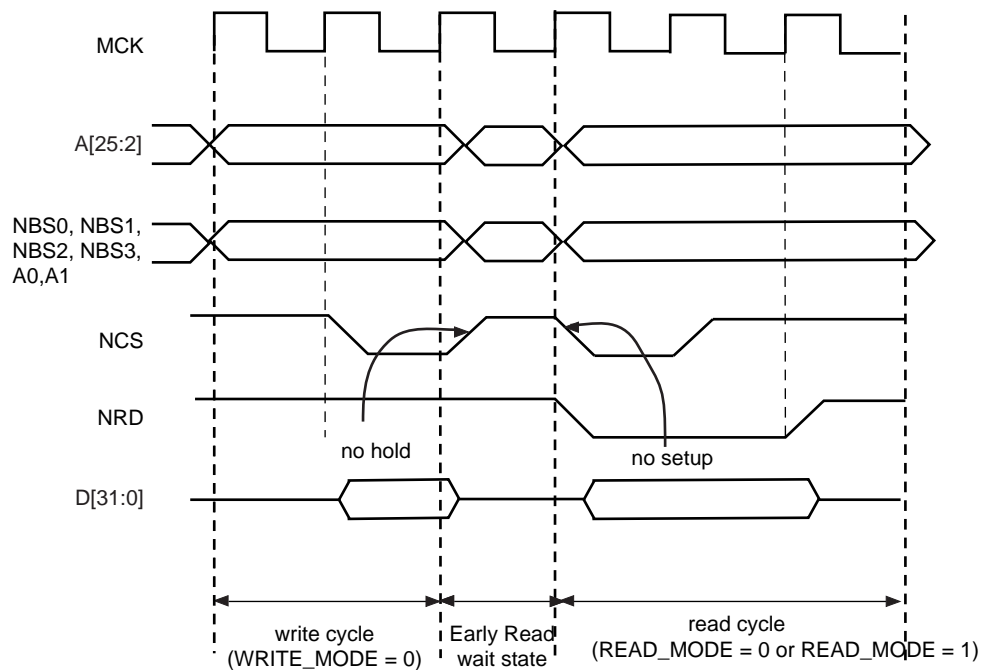 MCK
A[25:2]
NBS0, NBS1,
NBS2, NBS3,
A0,A1
NCS
NRD
no hold
no setup
D[31:0]
write cycle
(WRITE_MODE = 0)
Early Read
wait state
read cycle
(READ_MODE = 0 or READ_MODE = 1)